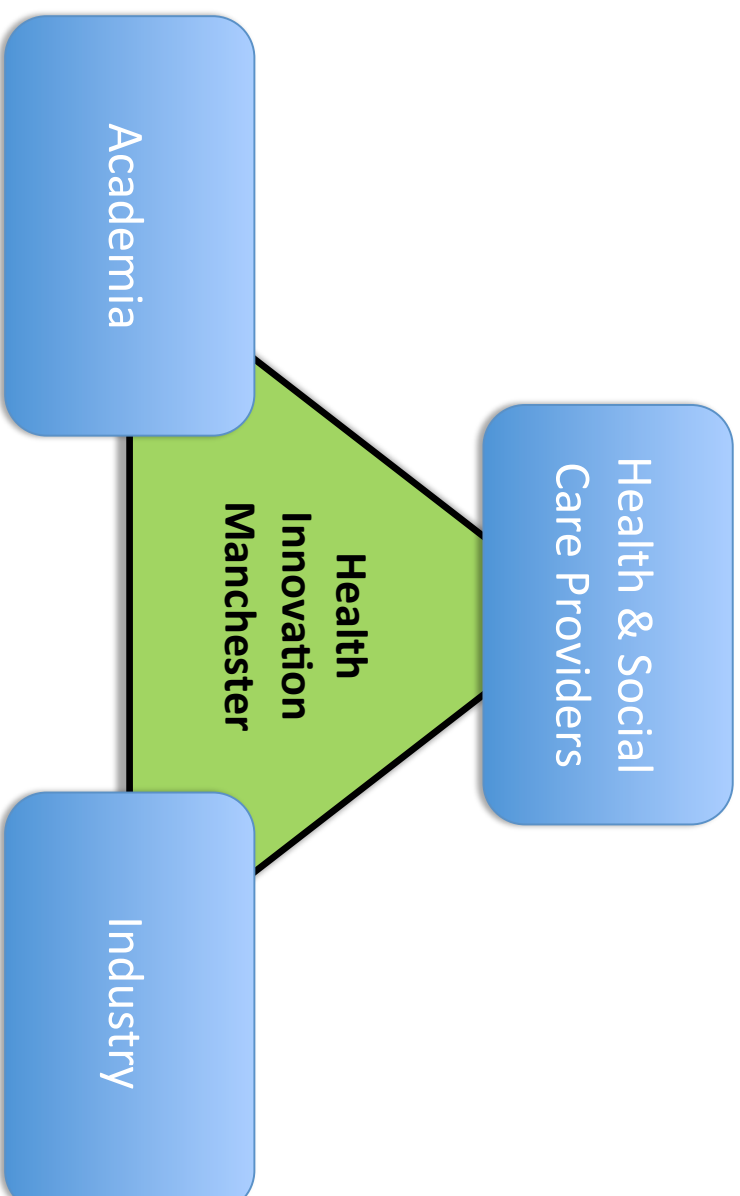 Health & Social
Care Providers
Health
Innovation
Manchester
Academia
Industry